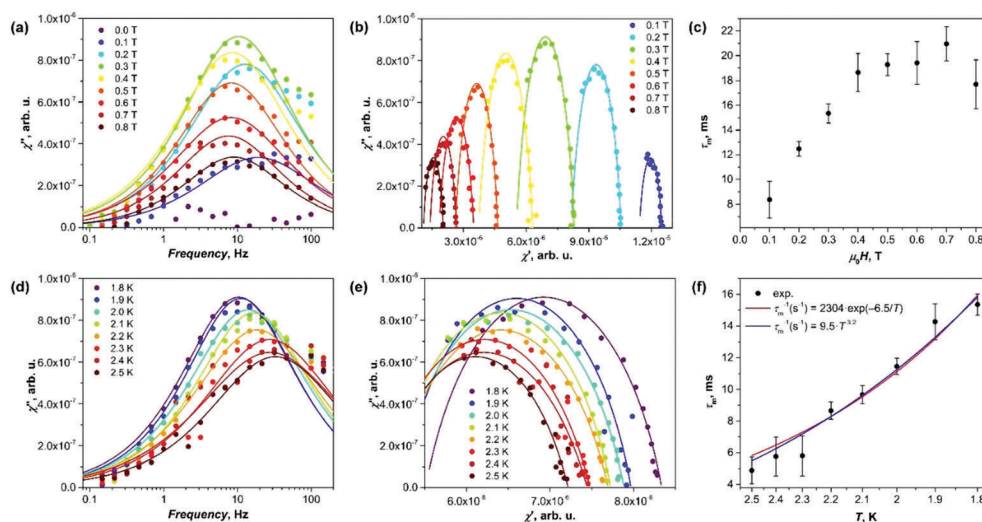 (a)
χ'', arb. u.
1.0x10⁻⁶
8.0x10⁻⁷
6.0x10⁻⁷
4.0x10⁻⁷
2.0x10⁻⁷
0.0
0.0 T
0.1 T
0.2 T
0.3 T
0.4 T
0.5 T
0.6 T
0.7 T
0.8 T
0.1 1 10 100
Frequency, Hz
(b)
χ'', arb. u.
1.0x10⁻⁶
8.0x10⁻⁷
6.0x10⁻⁷
4.0x10⁻⁷
2.0x10⁻⁷
0.0
0.1 T
0.2 T
0.3 T
0.4 T
0.5 T
0.6 T
0.7 T
0.8 T
3.0x10⁻⁶ 6.0x10⁻⁶ 9.0x10⁻⁶ 1.2x10⁻⁵
χ', arb. u.
(c)
τm, ms
22
20
18
16
14
12
10
8
0.0 0.1 0.2 0.3 0.4 0.5 0.6 0.7 0.8
μ₀H, T
(d)
χ'', arb. u.
1.0x10⁻⁶
8.0x10⁻⁷
6.0x10⁻⁷
4.0x10⁻⁷
2.0x10⁻⁷
0.0
1.8 K
1.9 K
2.0 K
2.1 K
2.2 K
2.3 K
2.4 K
2.5 K
0.1 1 10 100
Frequency, Hz
(e)
χ'', arb. u.
1.0x10⁻⁶
8.0x10⁻⁷
6.0x10⁻⁷
4.0x10⁻⁷
2.0x10⁻⁷
0.0
1.8 K
1.9 K
2.0 K
2.1 K
2.2 K
2.3 K
2.4 K
2.5 K
6.0x10⁻⁶ 7.0x10⁻⁶ 8.0x10⁻⁶
χ', arb. u.
(f)
τm, ms
16
14
12
10
8
6
4
exp.
τm⁻¹(s⁻¹) = 2304·exp(–6.5/T)
τm⁻¹(s⁻¹) = 9.5·T³·²
2.5 2.4 2.3 2.2 2.1 2 1.9 1.8
T, K